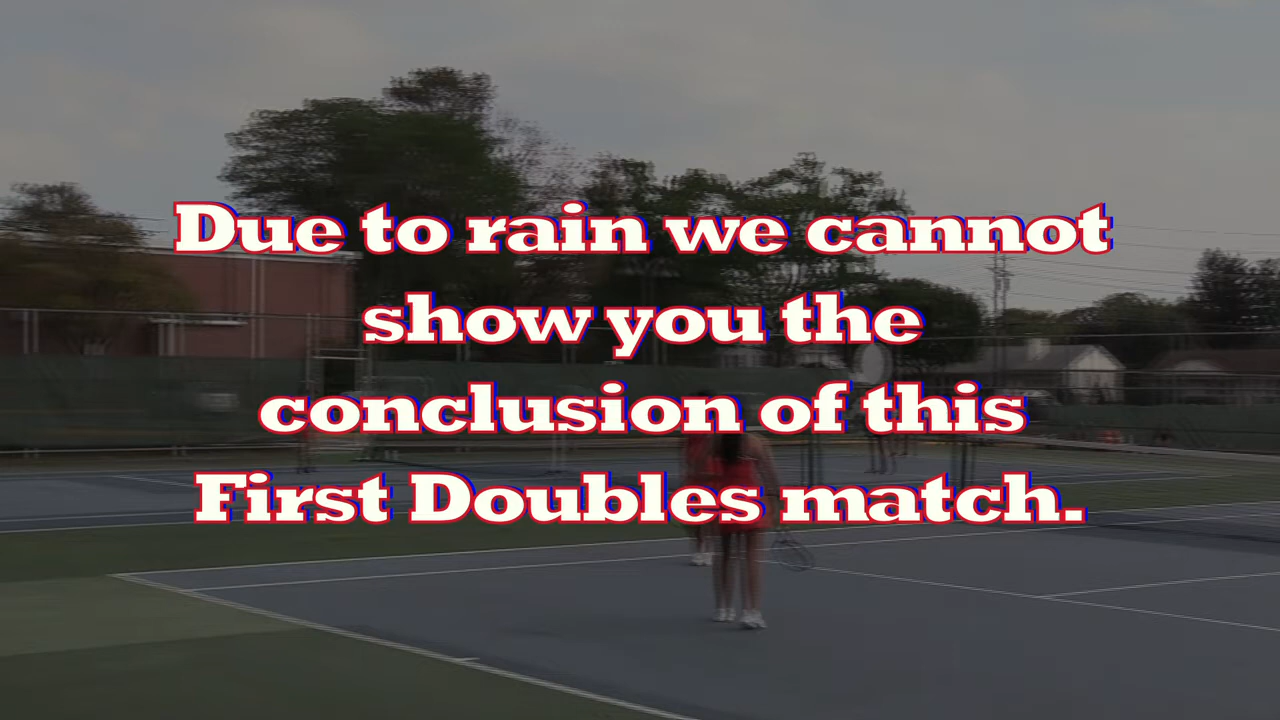 Due to rain we cannot
show you the
conclusion of this
First Doubles match.